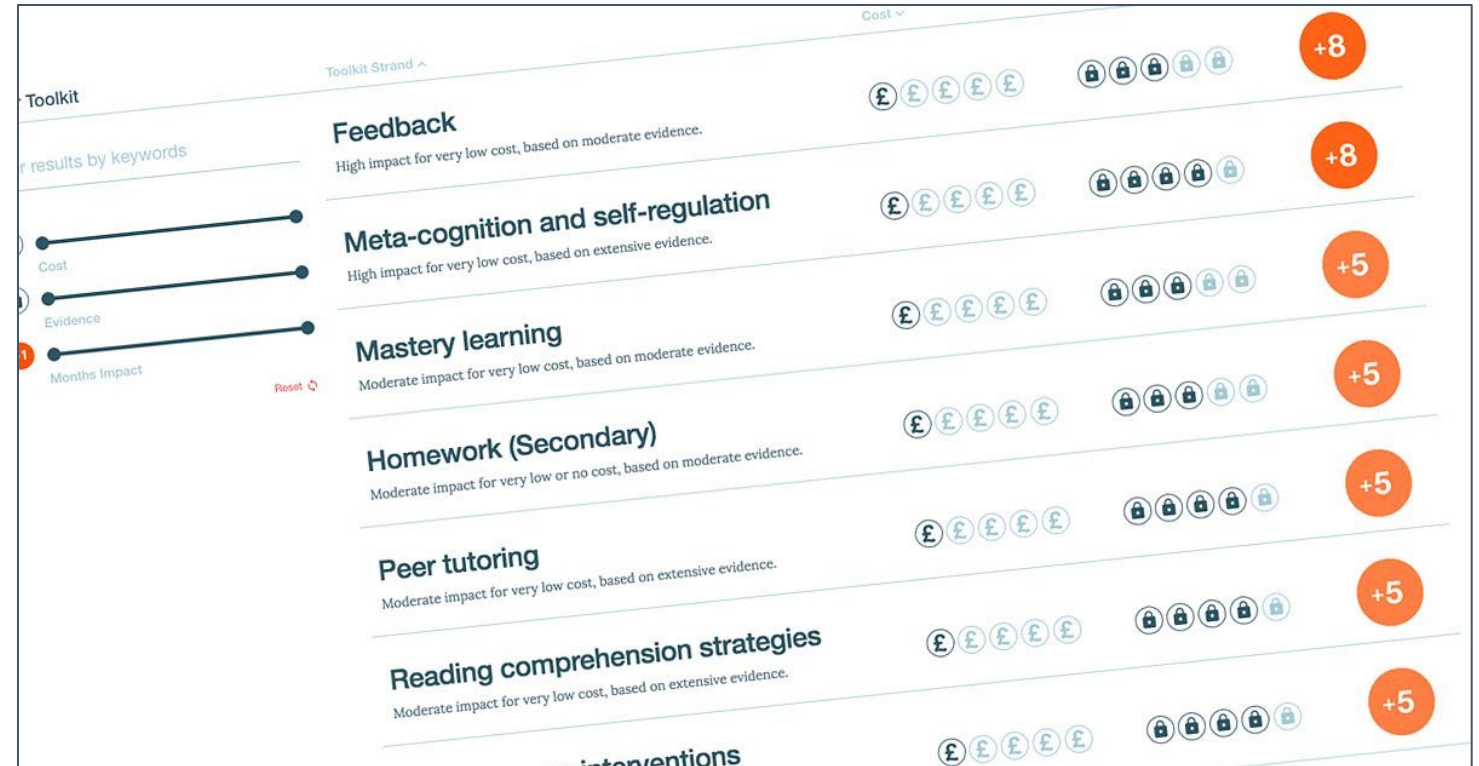 Cost
Toolkit Strand
Toolkit
results by keywords
Cost
Evidence
Months Impact
Reset
Feedback
High impact for very low cost, based on moderate evidence.
£ £ £ £ £
+8
Meta-cognition and self-regulation
High impact for very low cost, based on extensive evidence.
£ £ £ £ £
+8
Mastery learning
Moderate impact for very low cost, based on moderate evidence.
£ £ £ £ £
+5
Homework (Secondary)
Moderate impact for very low or no cost, based on moderate evidence.
£ £ £ £ £
+5
Peer tutoring
Moderate impact for very low cost, based on extensive evidence.
£ £ £ £ £
+5
Reading comprehension strategies
Moderate impact for very low cost, based on extensive evidence.
£ £ £ £ £
+5
interventions
£ £ £ £ £
+5